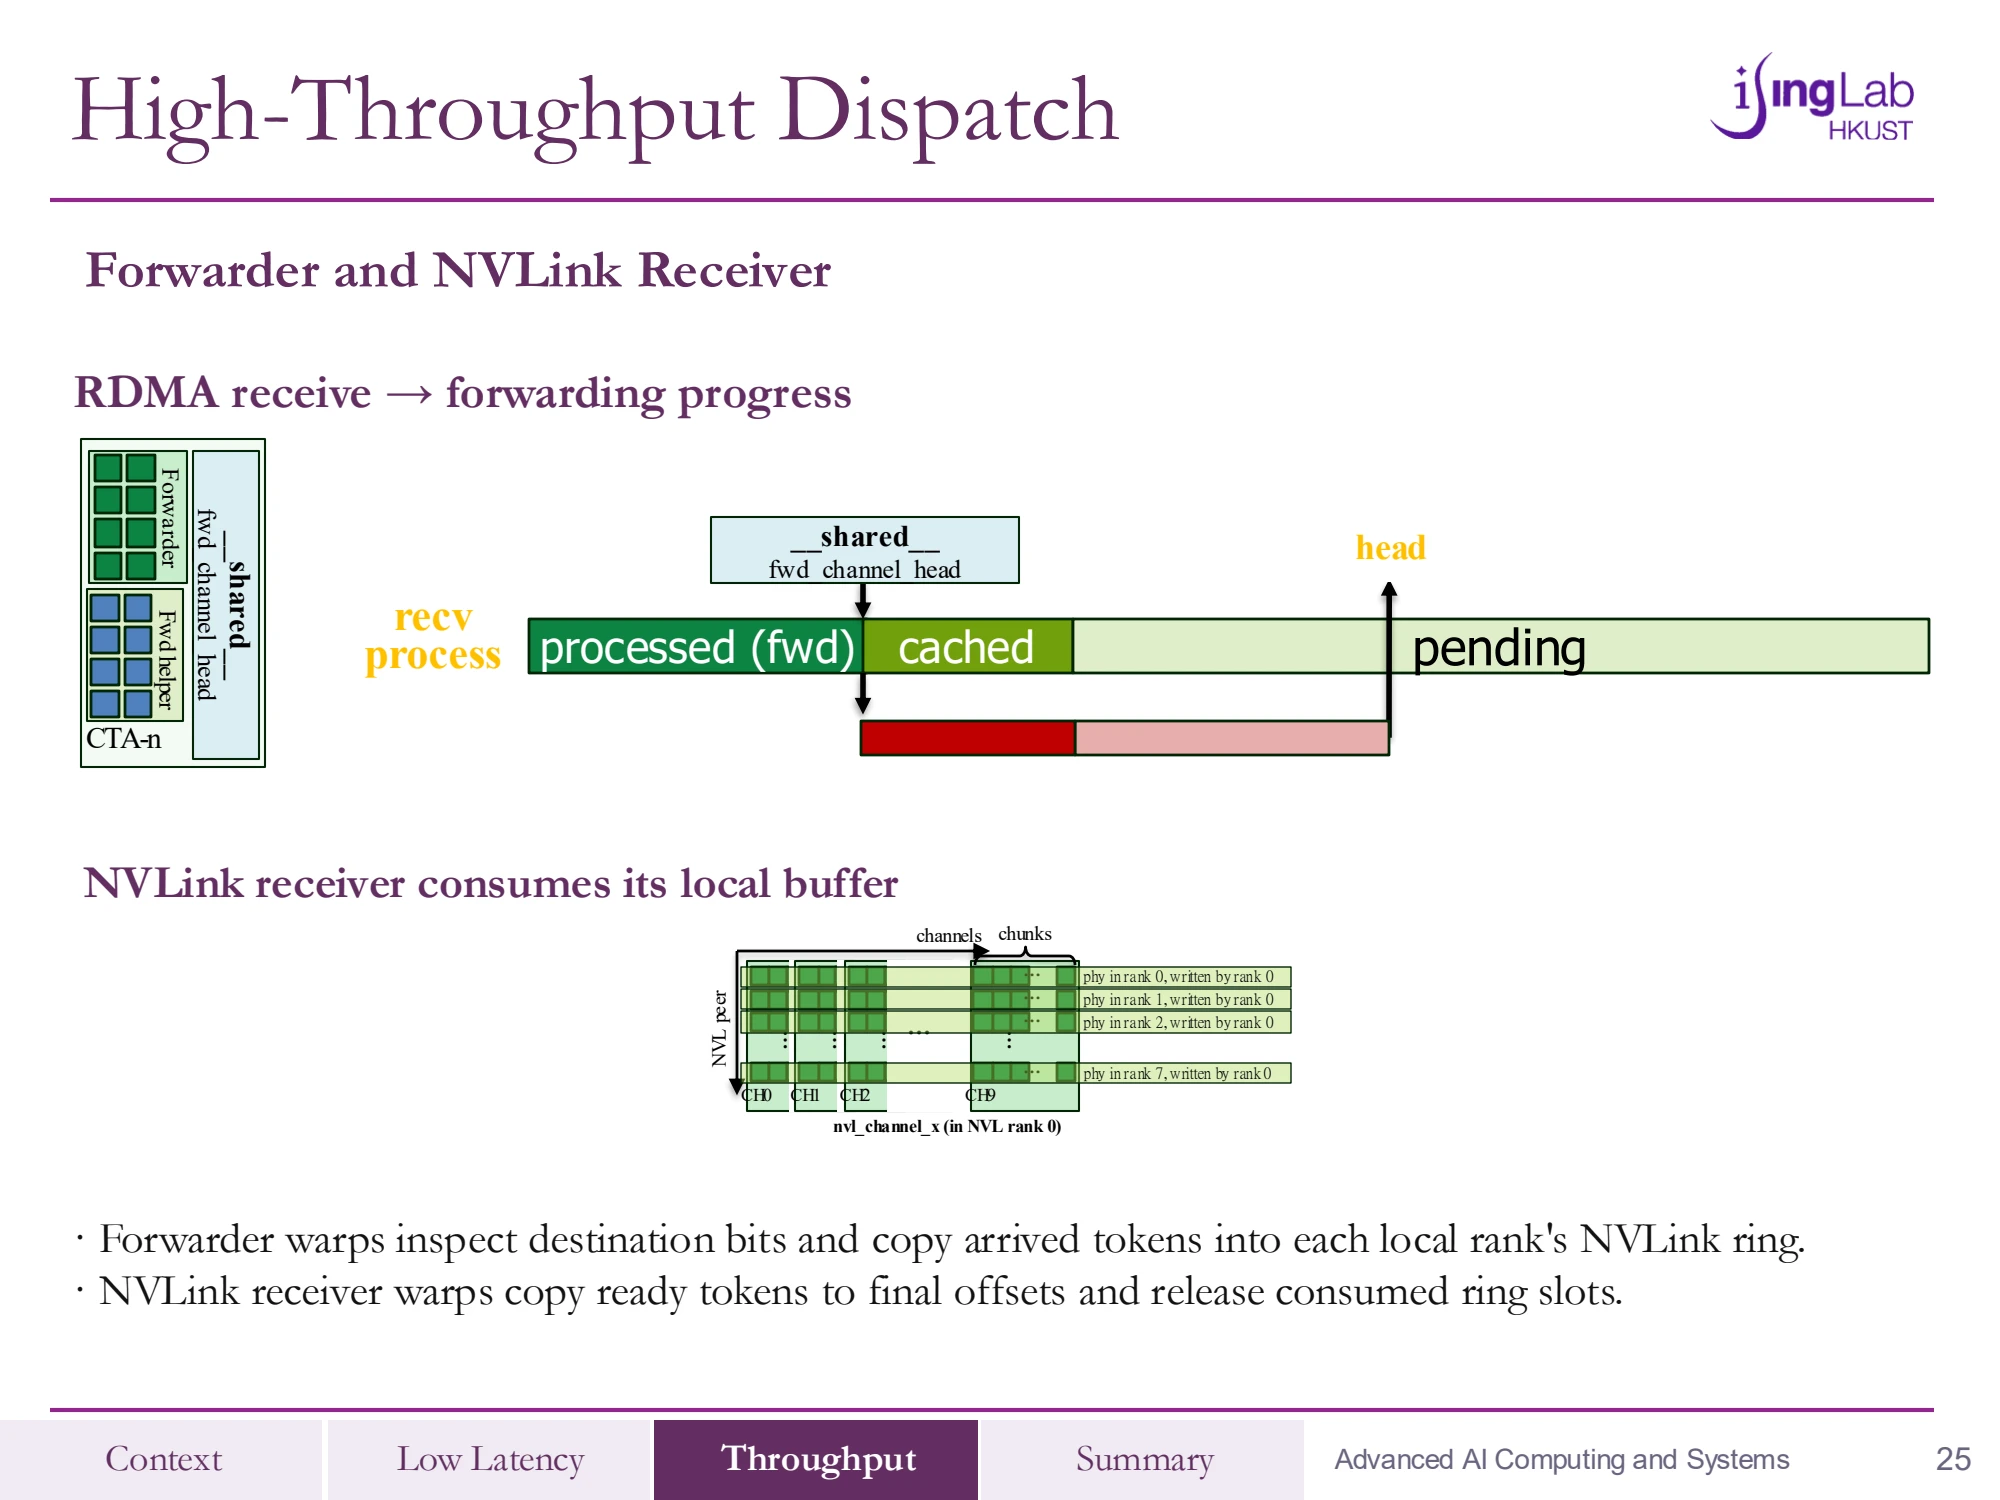 High-Throughput Dispatch
iSingLab
HKUST
Forwarder and NVLink Receiver
RDMA receive → forwarding progress
Forwarder
Fwd helper
__shared__
fwd_channel_head
CTA-n
__shared__
fwd_channel_head
head
recv
process
processed (fwd)
cached
pending
NVLink receiver consumes its local buffer
channels
chunks
NVL peer
... phy in rank 0, written by rank 0
... phy in rank 1, written by rank 0
... phy in rank 2, written by rank 0
... ... ... ... ...
... phy in rank 7, written by rank 0
CH0 CH1 CH2 CH9
nvl_channel_x (in NVL rank 0)
· Forwarder warps inspect destination bits and copy arrived tokens into each local rank's NVLink ring.
· NVLink receiver warps copy ready tokens to final offsets and release consumed ring slots.
Context
Low Latency
Throughput
Summary
Advanced AI Computing and Systems
25